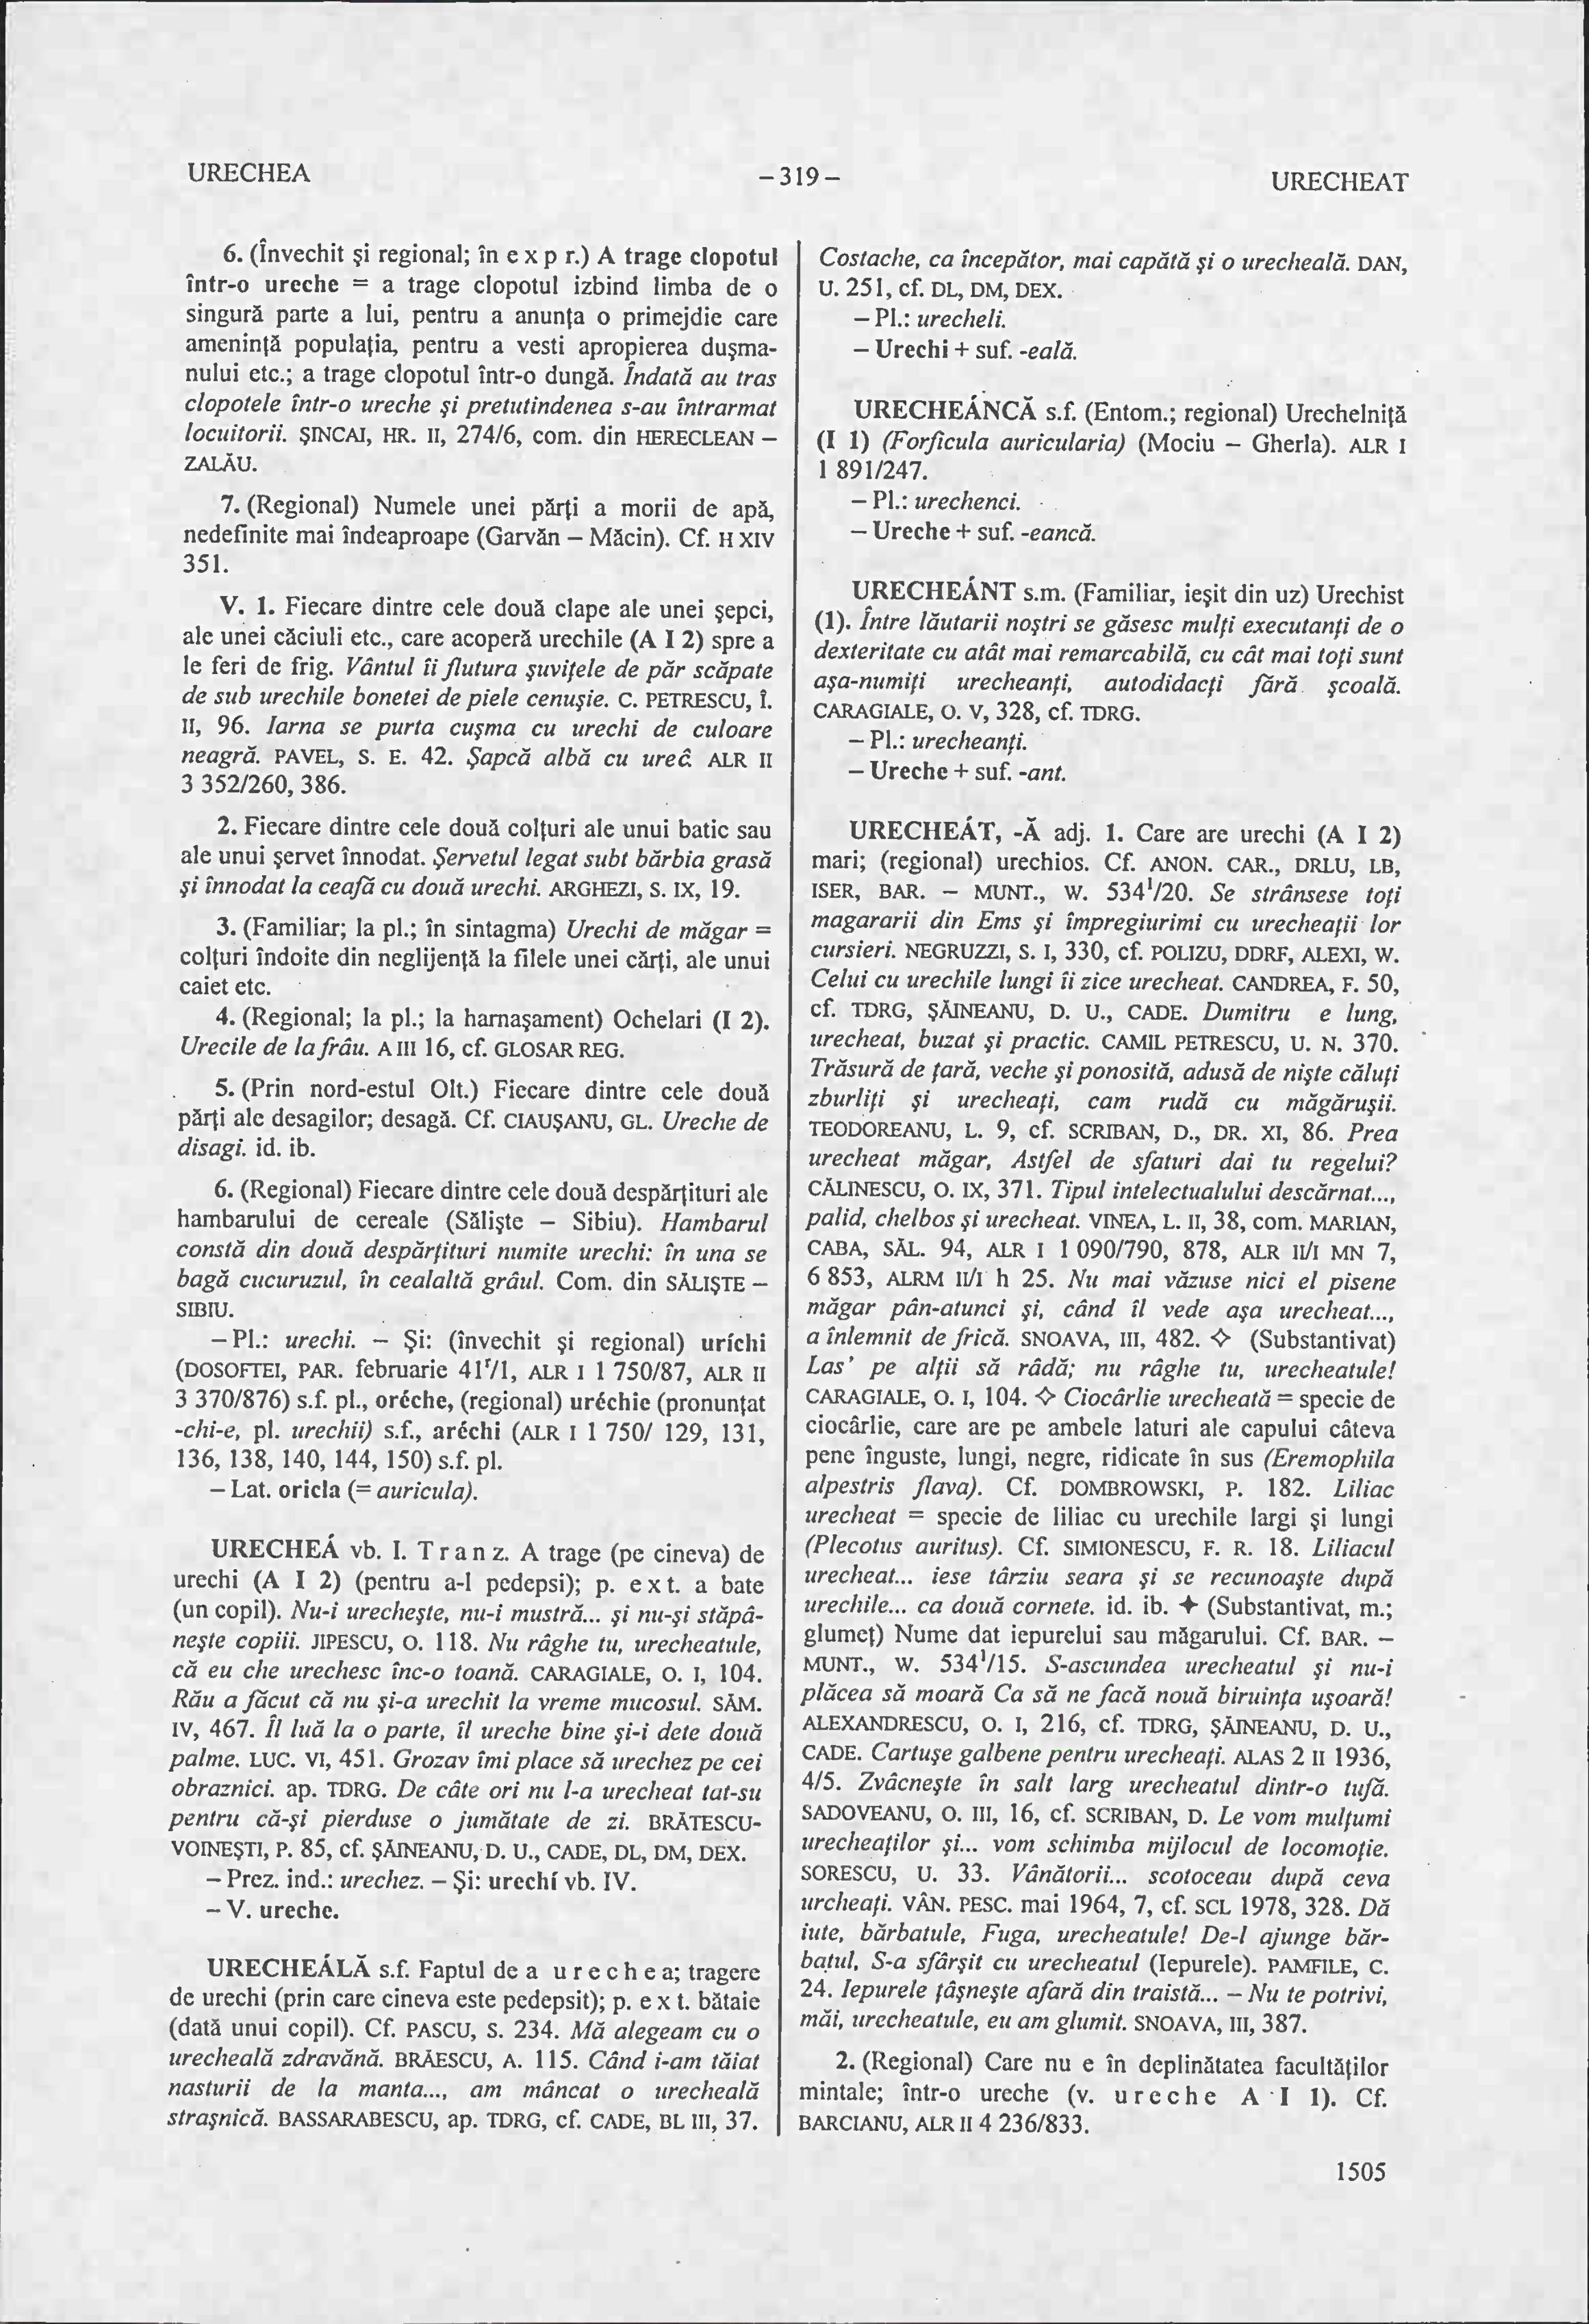 URECHEA
–319–
URECHEAT
6. (Învechit şi regional; în e x p r.) A trage clopotul
într-o ureche = a trage clopotul izbind limba de o
singură parte a lui, pentru a anunţa o primejdie care
ameninţă populaţia, pentru a vesti apropierea duşma-
nului etc.; a trage clopotul într-o dungă. Îndată au tras
clopotele într-o ureche şi pretutindenea s-au întrarmat
locuitorii. ŞINCAI, HR. II, 274/6, com. din HERECLEAN –
ZALĂU.
7. (Regional) Numele unei părţi a morii de apă,
nedefinite mai îndeaproape (Garvăn – Măcin). Cf. H XIV
351.
V. 1. Fiecare dintre cele două clape ale unei şepci,
ale unei căciuli etc., care acoperă urechile (A I 2) spre a
le feri de frig. Vântul îi flutura şuviţele de păr scăpate
de sub urechile bonetei de piele cenuşie. C. PETRESCU, Î.
II, 96. Iarna se purta cuşma cu urechi de culoare
neagră. PAVEL, S. E. 42. Şapcă albă cu urec̑. ALR II
3 352/260, 386.
2. Fiecare dintre cele două colţuri ale unui batic sau
ale unui şervet înnodat. Şervetul legat subt bărbia grasă
şi înnodat la ceafă cu două urechi. ARGHEZI, S. IX, 19.
3. (Familiar; la pl.; în sintagma) Urechi de măgar =
colţuri îndoite din neglijenţă la filele unei cărţi, ale unui
caiet etc.
4. (Regional; la pl.; la harnaşament) Ochelari (I 2).
Urecile de la frâu. A III 16, cf. GLOSAR REG.
5. (Prin nord-estul Olt.) Fiecare dintre cele două
părţi ale desagilor; desagă. Cf. CIAUŞANU, GL. Ureche de
disagi. id. ib.
6. (Regional) Fiecare dintre cele două despărţituri ale
hambarului de cereale (Sălişte – Sibiu). Hambarul
constă din două despărţituri numite urechi: în una se
bagă cucuruzul, în cealaltă grâul. Com. din SĂLIŞTE –
SIBIU.
– Pl.: urechi. – Şi: (învechit şi regional) uríchi
(DOSOFTEI, PAR. februarie 41ʳ/1, ALR I 1 750/87, ALR II
3 370/876) s.f. pl., oréche, (regional) uréchie (pronunţat
-chi-e, pl. urechii) s.f., aréchi (ALR I 1 750/ 129, 131,
136, 138, 140, 144, 150) s.f. pl.
– Lat. oricla (= auricula).
URECHEÁ vb. I. T r a n z. A trage (pe cineva) de
urechi (A I 2) (pentru a-l pedepsi); p. e x t. a bate
(un copil). Nu-i urecheşte, nu-i mustră... şi nu-şi stăpâ-
neşte copiii. JIPESCU, O. 118. Nu râghe tu, urecheatule,
că eu che urechesc înc-o toană. CARAGIALE, O. I, 104.
Rău a făcut că nu şi-a urechit la vreme mucosul. SĂM.
IV, 467. Îl luă la o parte, îl ureche bine şi-i dete două
palme. LUC. VI, 451. Grozav îmi place să urechez pe cei
obraznici. ap. TDRG. De câte ori nu l-a urecheat tat-su
pentru că-şi pierduse o jumătate de zi. BRĂTESCU-
VOINEŞTI, P. 85, cf. ŞĂINEANU, D. U., CADE, DL, DM, DEX.
– Prez. ind.: urechez. – Şi: urechí vb. IV.
– V. ureche.
URECHEÁLĂ s.f. Faptul de a u r e c h e a; tragere
de urechi (prin care cineva este pedepsit); p. e x t. bătaie
(dată unui copil). Cf. PASCU, S. 234. Mă alegeam cu o
urecheală zdravănă. BRĂESCU, A. 115. Când i-am tăiat
nasturii de la manta..., am mâncat o urecheală
straşnică. BASSARABESCU, ap. TDRG, cf. CADE, BL III, 37.
Costache, ca începător, mai capătă şi o urecheală. DAN,
U. 251, cf. DL, DM, DEX.
– Pl.: urecheli.
– Urechi + suf. -eală.
URECHEÁNCĂ s.f. (Entom.; regional) Urechelniţă
(I 1) (Forficula auricularia) (Mociu – Gherla). ALR I
1 891/247.
– Pl.: urechenci.
– Ureche + suf. -eancă.
URECHEÁNT s.m. (Familiar, ieşit din uz) Urechist
(1). Între lăutarii noştri se găsesc mulţi executanţi de o
dexteritate cu atât mai remarcabilă, cu cât mai toţi sunt
aşa-numiţi urecheanţi, autodidacţi fără şcoală.
CARAGIALE, O. V, 328, cf. TDRG.
– Pl.: urecheanţi.
– Ureche + suf. -ant.
URECHEÁT, -Ă adj. 1. Care are urechi (A I 2)
mari; (regional) urechios. Cf. ANON. CAR., DRLU, LB,
ISER, BAR. – MUNT., W. 534¹/20. Se strânsese toţi
magararii din Ems şi împregiurimi cu urecheaţii lor
cursieri. NEGRUZZI, S. I, 330, cf. POLIZU, DDRF, ALEXI, W.
Celui cu urechile lungi îi zice urecheat. CANDREA, F. 50,
cf. TDRG, ŞĂINEANU, D. U., CADE. Dumitru e lung,
urecheat, buzat şi practic. CAMIL PETRESCU, U. N. 370.
Trăsură de ţară, veche şi ponosită, adusă de nişte căluţi
zburliţi şi urecheaţi, cam rudă cu măgăruşii.
TEODOREANU, L. 9, cf. SCRIBAN, D., DR. XI, 86. Prea
urecheat măgar, Astfel de sfaturi dai tu regelui?
CĂLINESCU, O. IX, 371. Tipul intelectualului descărnat...,
palid, chelbos şi urecheat. VINEA, L. II, 38, com. MARIAN,
CABA, SĂL. 94, ALR I 1 090/790, 878, ALR II/I MN 7,
6 853, ALRM II/I h 25. Nu mai văzuse nici el pisene
măgar pân-atunci şi, când îl vede aşa urecheat...,
a înlemnit de frică. SNOAVA, III, 482. ◇ (Substantivat)
Las' pe alţii să râdă; nu râghe tu, urecheatule!
CARAGIALE, O. I, 104. ◇ Ciocârlie urecheată = specie de
ciocârlie, care are pe ambele laturi ale capului câteva
pene înguste, lungi, negre, ridicate în sus (Eremophila
alpestris flava). Cf. DOMBROWSKI, P. 182. Liliac
urecheat = specie de liliac cu urechile largi şi lungi
(Plecotus auritus). Cf. SIMIONESCU, F. R. 18. Liliacul
urecheat... iese târziu seara şi se recunoaşte după
urechile... ca două cornete. id. ib. ✦ (Substantivat, m.;
glumeţ) Nume dat iepurelui sau măgarului. Cf. BAR. –
MUNT., W. 534¹/15. S-ascundea urecheatul şi nu-i
plăcea să moară Ca să ne facă nouă biruinţa uşoară!
ALEXANDRESCU, O. I, 216, cf. TDRG, ŞĂINEANU, D. U.,
CADE. Cartuşe galbene pentru urecheaţi. ALAS 2 II 1936,
4/5. Zvâcneşte în salt larg urecheatul dintr-o tufă.
SADOVEANU, O. III, 16, cf. SCRIBAN, D. Le vom mulţumi
urecheaţilor şi... vom schimba mijlocul de locomoţie.
SORESCU, U. 33. Vânătorii... scotoceau după ceva
urcheaţi. VÂN. PESC. mai 1964, 7, cf. SCL 1978, 328. Dă
iute, bărbatule, Fuga, urecheatule! De-l ajunge băr-
batul, S-a sfârşit cu urecheatul (Iepurele). PAMFILE, C.
24. Iepurele ţâşneşte afară din traistă... – Nu te potrivi,
măi, urecheatule, eu am glumit. SNOAVA, III, 387.
2. (Regional) Care nu e în deplinătatea facultăţilor
mintale; într-o ureche (v. u r e c h e A I 1). Cf.
BARCIANU, ALR II 4 236/833.
1505